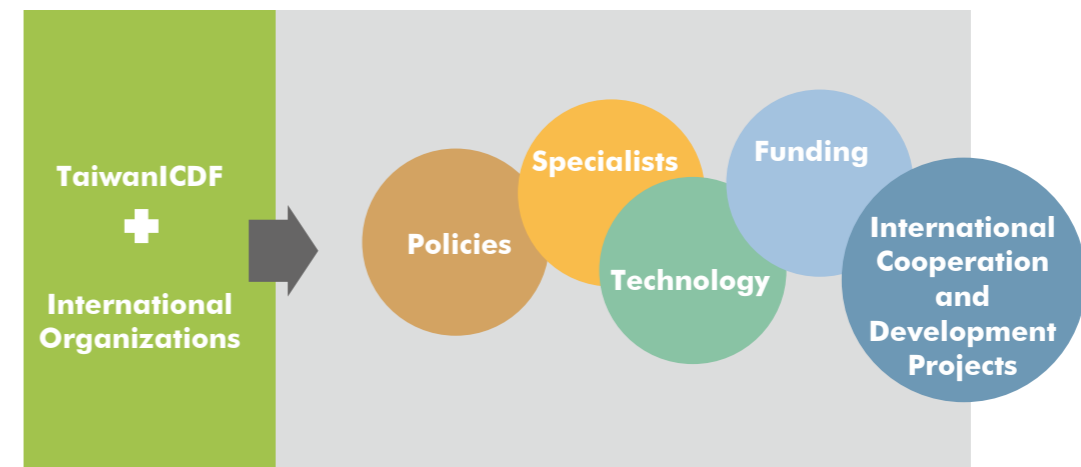 TaiwanICDF
International
Organizations
Policies
Specialists
Technology
Funding
International
Cooperation
and
Development
Projects